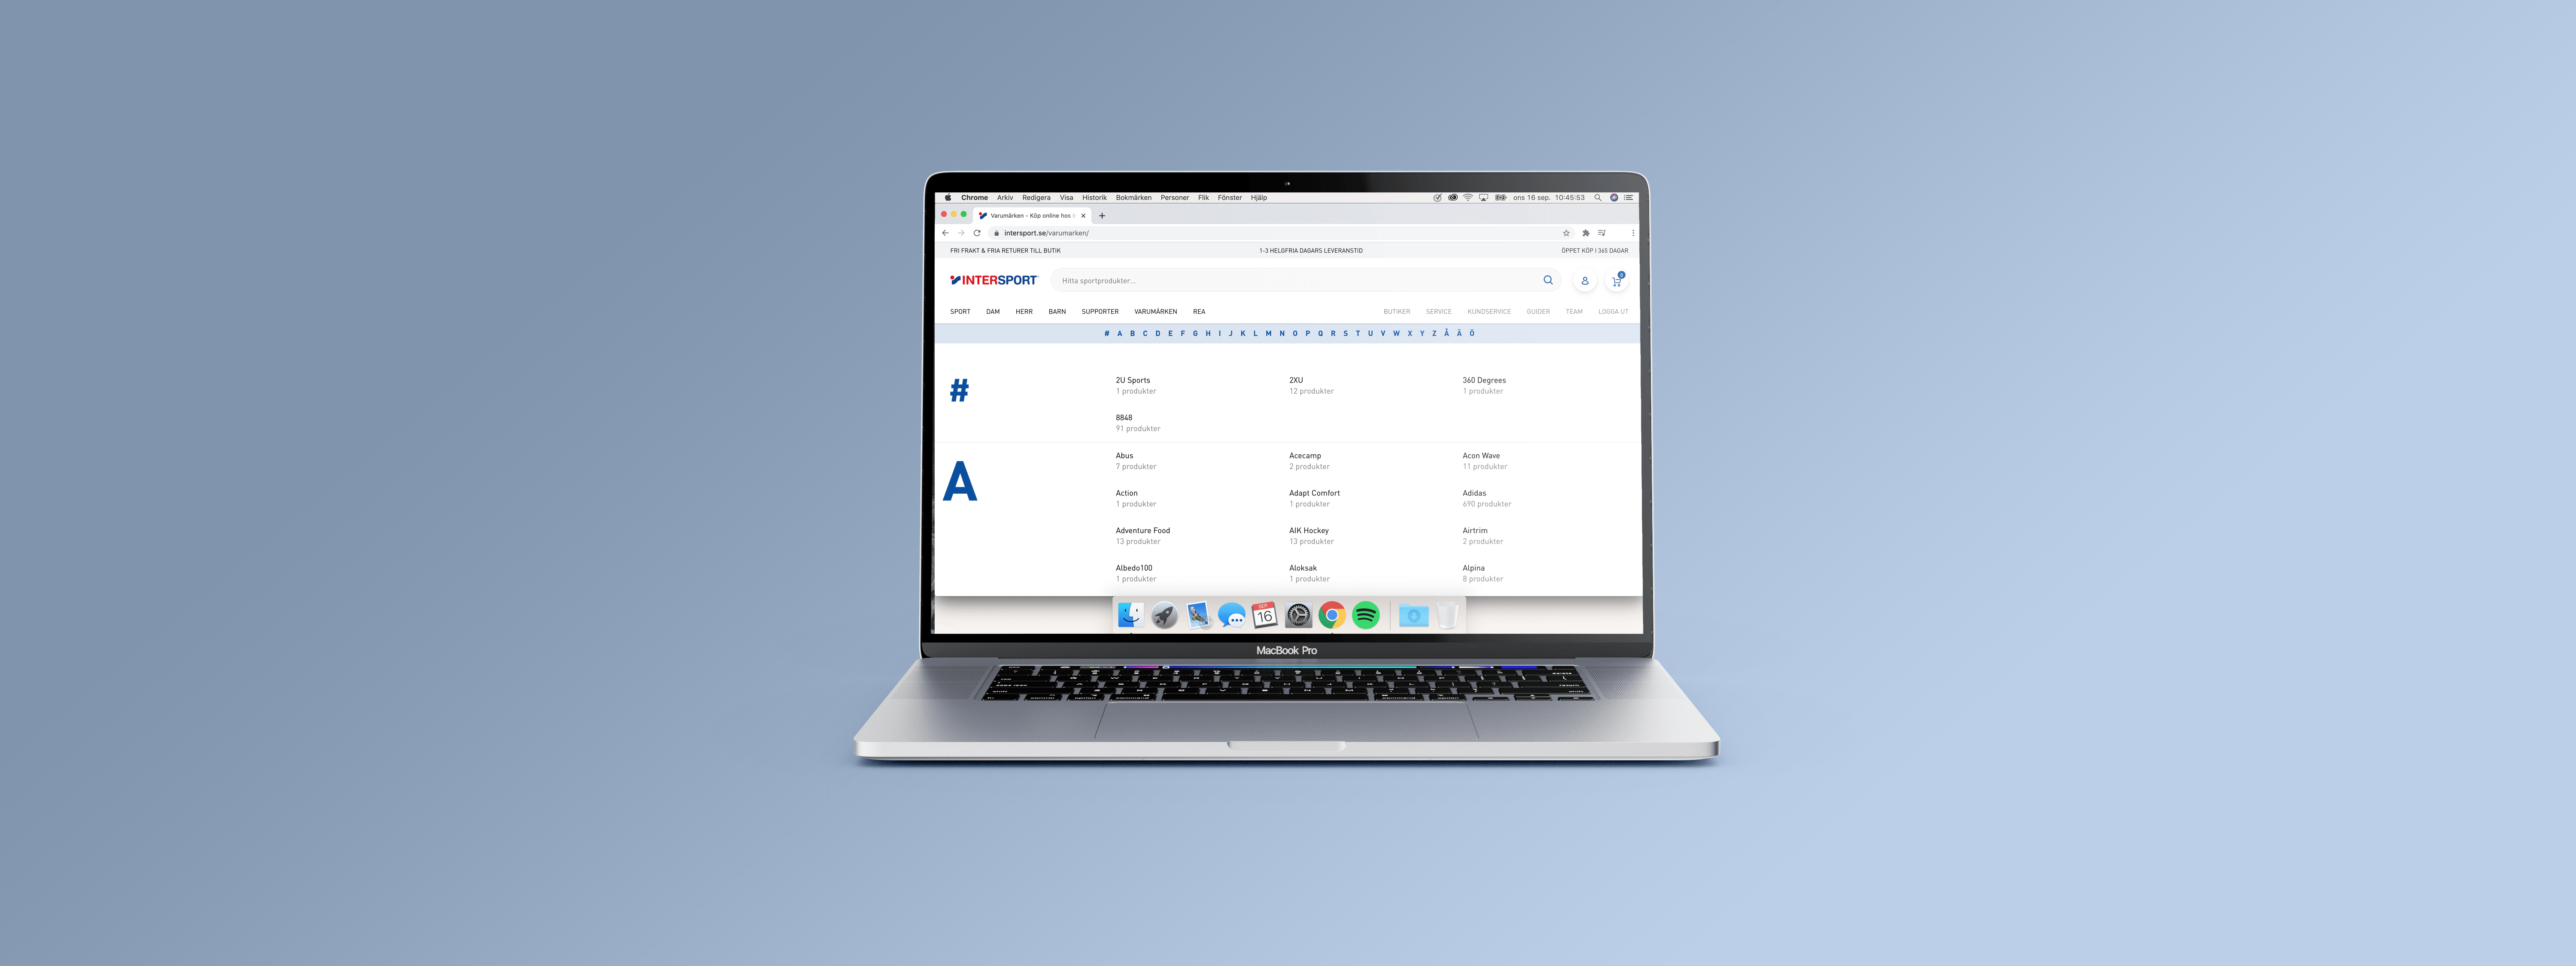 Chrome Arkiv Redigera Visa Historik Bokmärken Personer Flik Fönster Hjälp ons 16 sep. 10:45:53
Varumärken - Köp online hos
intersport.se/varumarken/
FRI FRAKT & FRIA RETURER TILL BUTIK 1-3 HELGFRIA DAGARS LEVERANSTID ÖPPET KÖP I 365 DAGAR
INTERSPORT Hitta sportprodukter... 0
SPORT DAM HERR BARN SUPPORTER VARUMÄRKEN REA BUTIKER SERVICE KUNDSERVICE GUIDER TEAM LOGGA UT
# A B C D E F G H I J K L M N O P Q R S T U V W X Y Z Å Ä Ö
#
2U Sports 2XU 360 Degrees
1 produkter 12 produkter 1 produkter
8848
91 produkter
A
Abus Acecamp Acon Wave
7 produkter 2 produkter 11 produkter
Action Adapt Comfort Adidas
1 produkter 1 produkter 690 produkter
Adventure Food AIK Hockey Airtrim
13 produkter 13 produkter 2 produkter
Albedo100 Aloksak Alpina
1 produkter 1 produkter 8 produkter
SEP
16
MacBook Pro